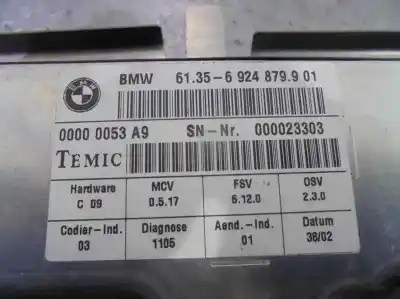 BMW
BMW 61.35-6 924 879.9 01
0000 0053 A9 SN-Nr. 000023303
TEMIC
Hardware MCV FSV OSV
C 09 0.5.17 6.12.0 2.3.0
Codier-Ind. Diagnose Aend.-Ind. Datum
03 1105 01 36/02